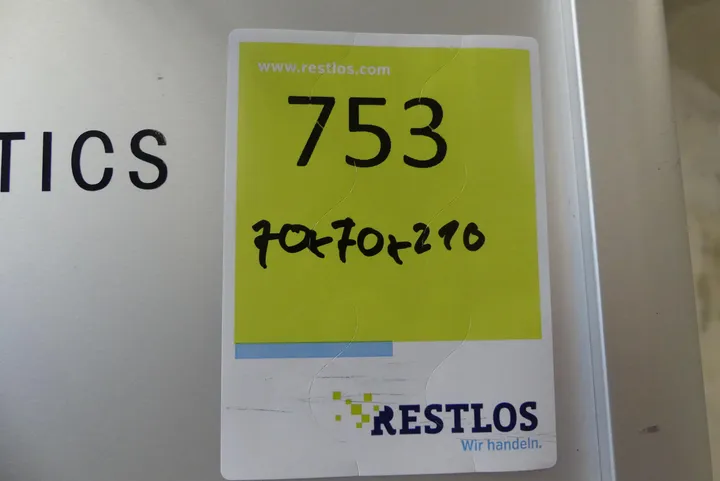 www.restlos.com
753
TICS
70x70x210
RESTLOS
Wir handeln.